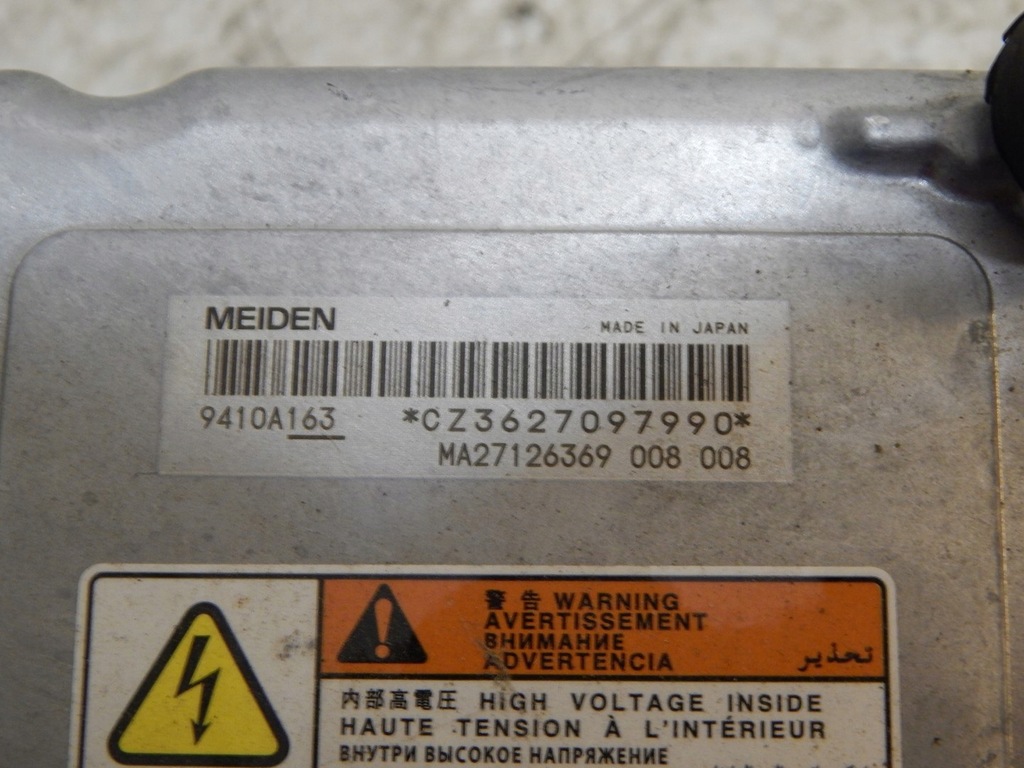 MEIDEN
MADE IN JAPAN
9410A163 *CZ3627097990*
MA27126369 008 008
警告 WARNING
AVERTISSEMENT
ВНИМАНИЕ
ADVERTENCIA
تحذير
内部高電圧 HIGH VOLTAGE INSIDE
HAUTE TENSION À L'INTÉRIEUR
ВНУТРИ ВЫСОКОЕ НАПРЯЖЕНИЕ